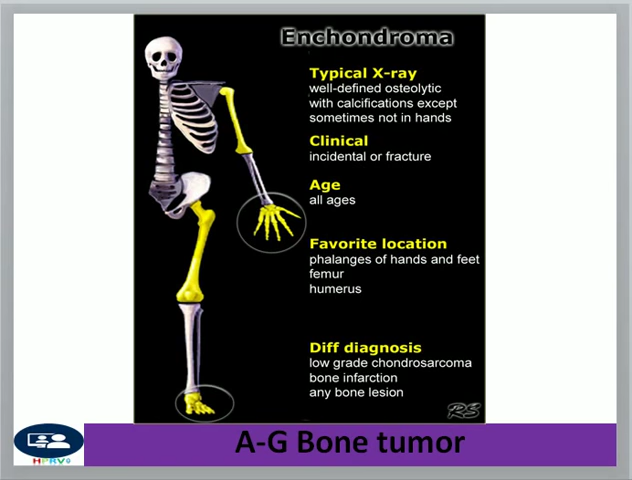 Enchondroma
Typical X-ray
well-defined osteolytic
with calcifications except
sometimes not in hands
Clinical
incidental or fracture
Age
all ages
Favorite location
phalanges of hands and feet
femur
humerus
Diff diagnosis
low grade chondrosarcoma
bone infarction
any bone lesion
RS
A-G Bone tumor